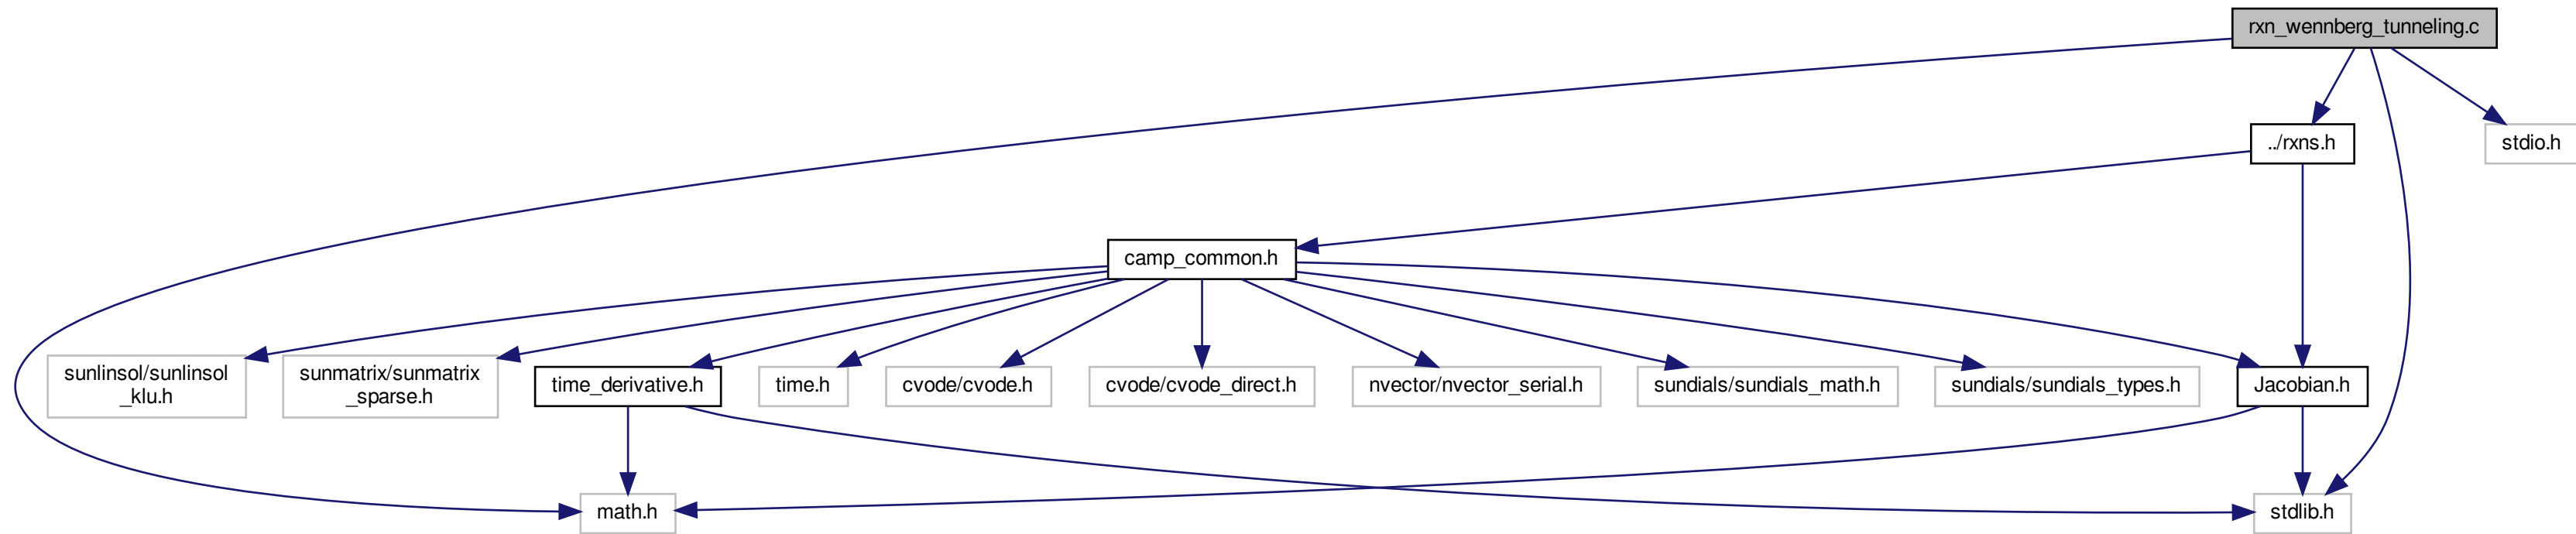 rxn_wennberg_tunneling.c
../rxns.h
stdio.h
camp_common.h
sunlinsol/sunlinsol
_klu.h
sunmatrix/sunmatrix
_sparse.h
time_derivative.h
time.h
cvode/cvode.h
cvode/cvode_direct.h
nvector/nvector_serial.h
sundials/sundials_math.h
sundials/sundials_types.h
Jacobian.h
math.h
stdlib.h